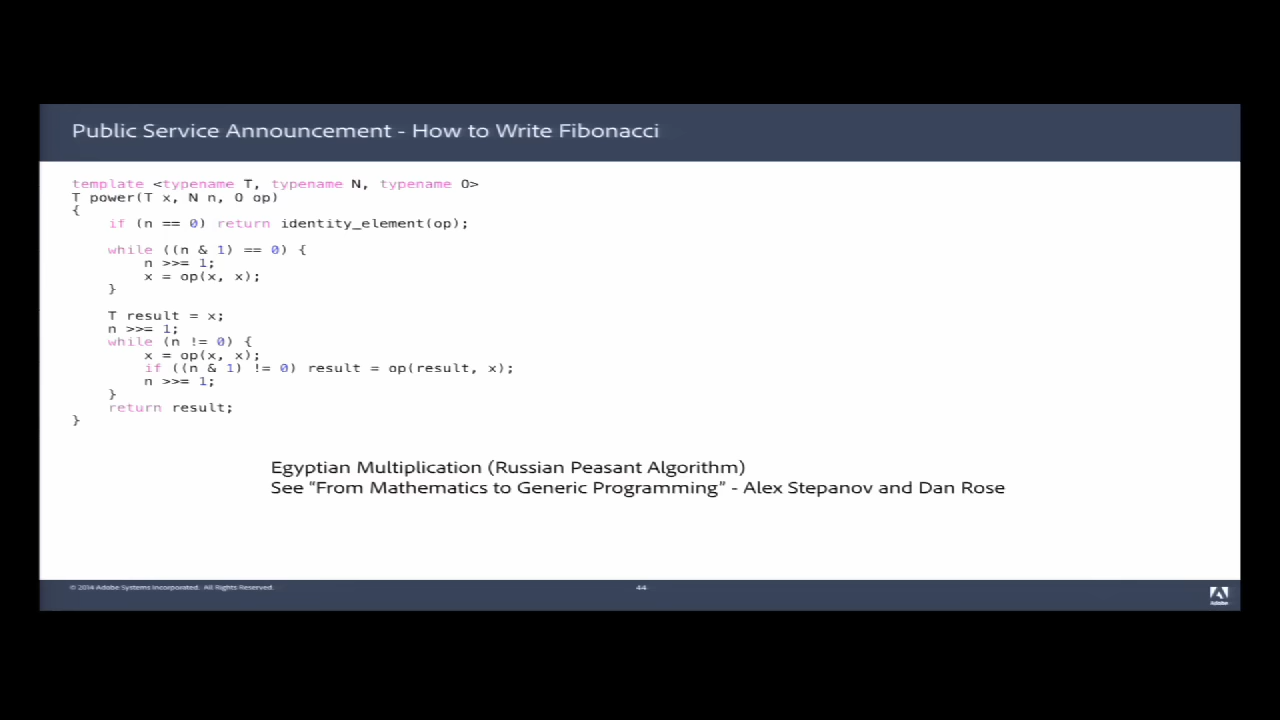 Public Service Announcement - How to Write Fibonacci
template <typename T, typename N, typename O>
T power(T x, N n, O op)
{
    if (n == 0) return identity_element(op);
    while ((n & 1) == 0) {
        n >>= 1;
        x = op(x, x);
    }
    T result = x;
    n >>= 1;
    while (n != 0) {
        x = op(x, x);
        if ((n & 1) != 0) result = op(result, x);
        n >>= 1;
    }
    return result;
}
Egyptian Multiplication (Russian Peasant Algorithm)
See “From Mathematics to Generic Programming” - Alex Stepanov and Dan Rose
© 2014 Adobe Systems Incorporated. All Rights Reserved.
44
Adobe